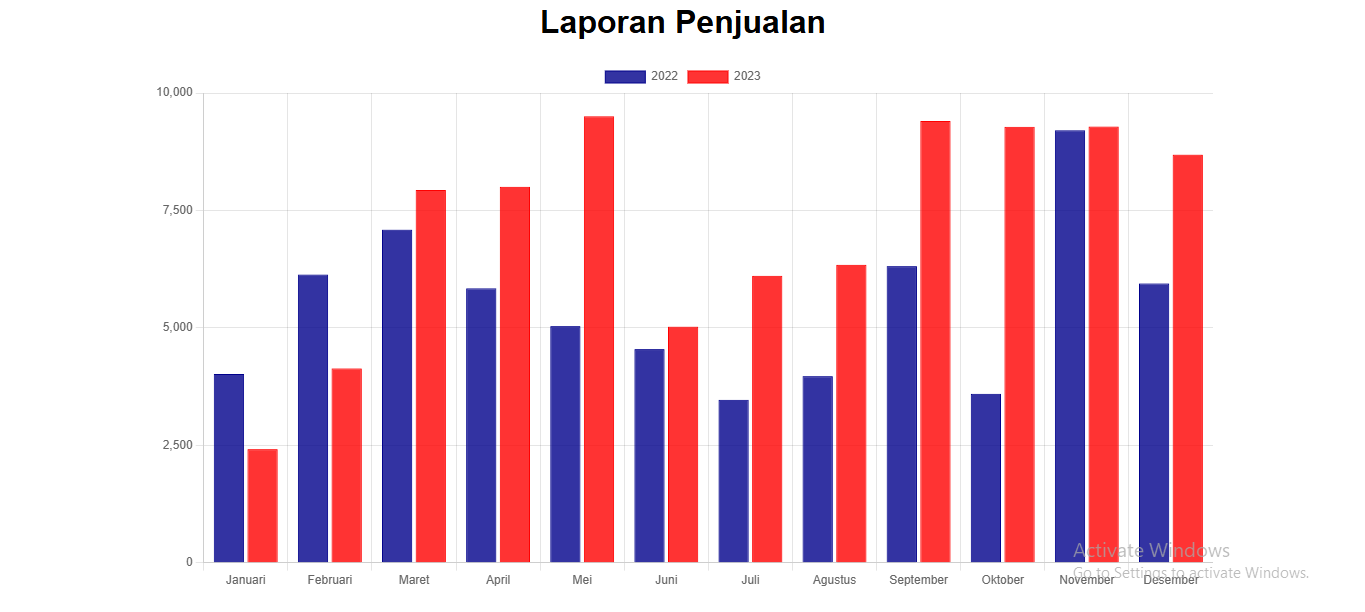 Laporan Penjualan
2022 2023
10,000
7,500
5,000
2,500
0
Januari Februari Maret April Mei Juni Juli Agustus September Oktober November Desember
Activate Windows
Go to Settings to activate Windows.